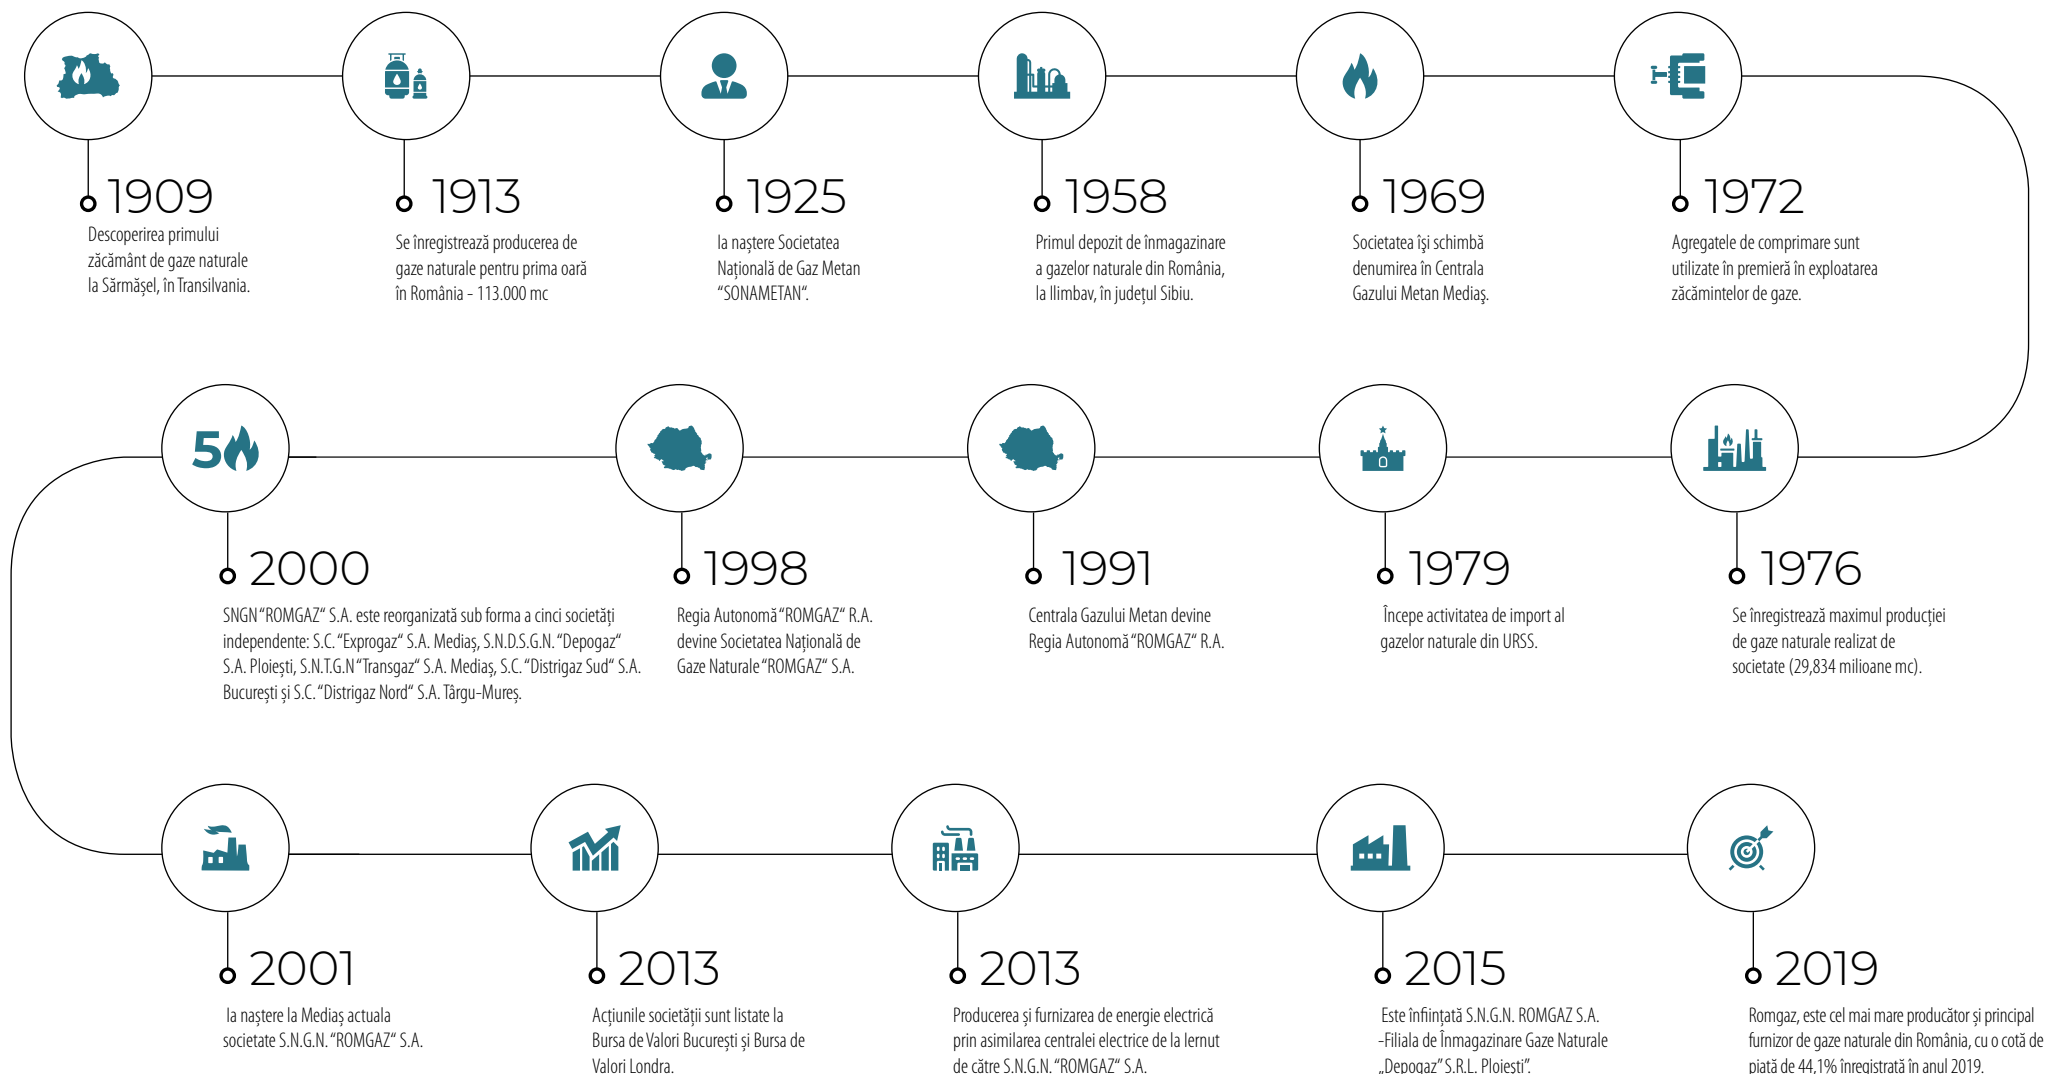 1909
Descoperirea primului
zăcământ de gaze naturale
la Sărmășel, în Transilvania.
1913
Se înregistrează producerea de
gaze naturale pentru prima oară
în România - 113.000 mc
1925
Ia naștere Societatea
Națională de Gaz Metan
“SONAMETAN“.
1958
Primul depozit de înmagazinare
a gazelor naturale din România,
la Ilimbav, în județul Sibiu.
1969
Societatea îşi schimbă
denumirea în Centrala
Gazului Metan Mediaş.
1972
Agregatele de comprimare sunt
utilizate în premieră în exploatarea
zăcămintelor de gaze.
5
2000
SNGN “ROMGAZ“ S.A. este reorganizată sub forma a cinci societăți
independente: S.C. “Exprogaz“ S.A. Mediaș, S.N.D.S.G.N. “Depogaz“
S.A. Ploiești, S.N.T.G.N “Transgaz“ S.A. Mediaș, S.C. “Distrigaz Sud“ S.A.
București și S.C. “Distrigaz Nord“ S.A. Târgu-Mureș.
1998
Regia Autonomă “ROMGAZ“ R.A.
devine Societatea Națională de
Gaze Naturale “ROMGAZ“ S.A.
1991
Centrala Gazului Metan devine
Regia Autonomă “ROMGAZ“ R.A.
1979
Începe activitatea de import al
gazelor naturale din URSS.
1976
Se înregistrează maximul producției
de gaze naturale realizat de
societate (29,834 milioane mc).
2001
Ia naștere la Mediaș actuala
societate S.N.G.N. “ROMGAZ“ S.A.
2013
Acțiunile societății sunt listate la
Bursa de Valori București și Bursa de
Valori Londra.
2013
Producerea și furnizarea de energie electrică
prin asimilarea centralei electrice de la Iernut
de către S.N.G.N. “ROMGAZ“ S.A.
2015
Este înființată S.N.G.N. ROMGAZ S.A.
-Filiala de Înmagazinare Gaze Naturale
„Depogaz” S.R.L. Ploiești”.
2019
Romgaz, este cel mai mare producător și principal
furnizor de gaze naturale din România, cu o cotă de
piață de 44,1% înregistrată în anul 2019.